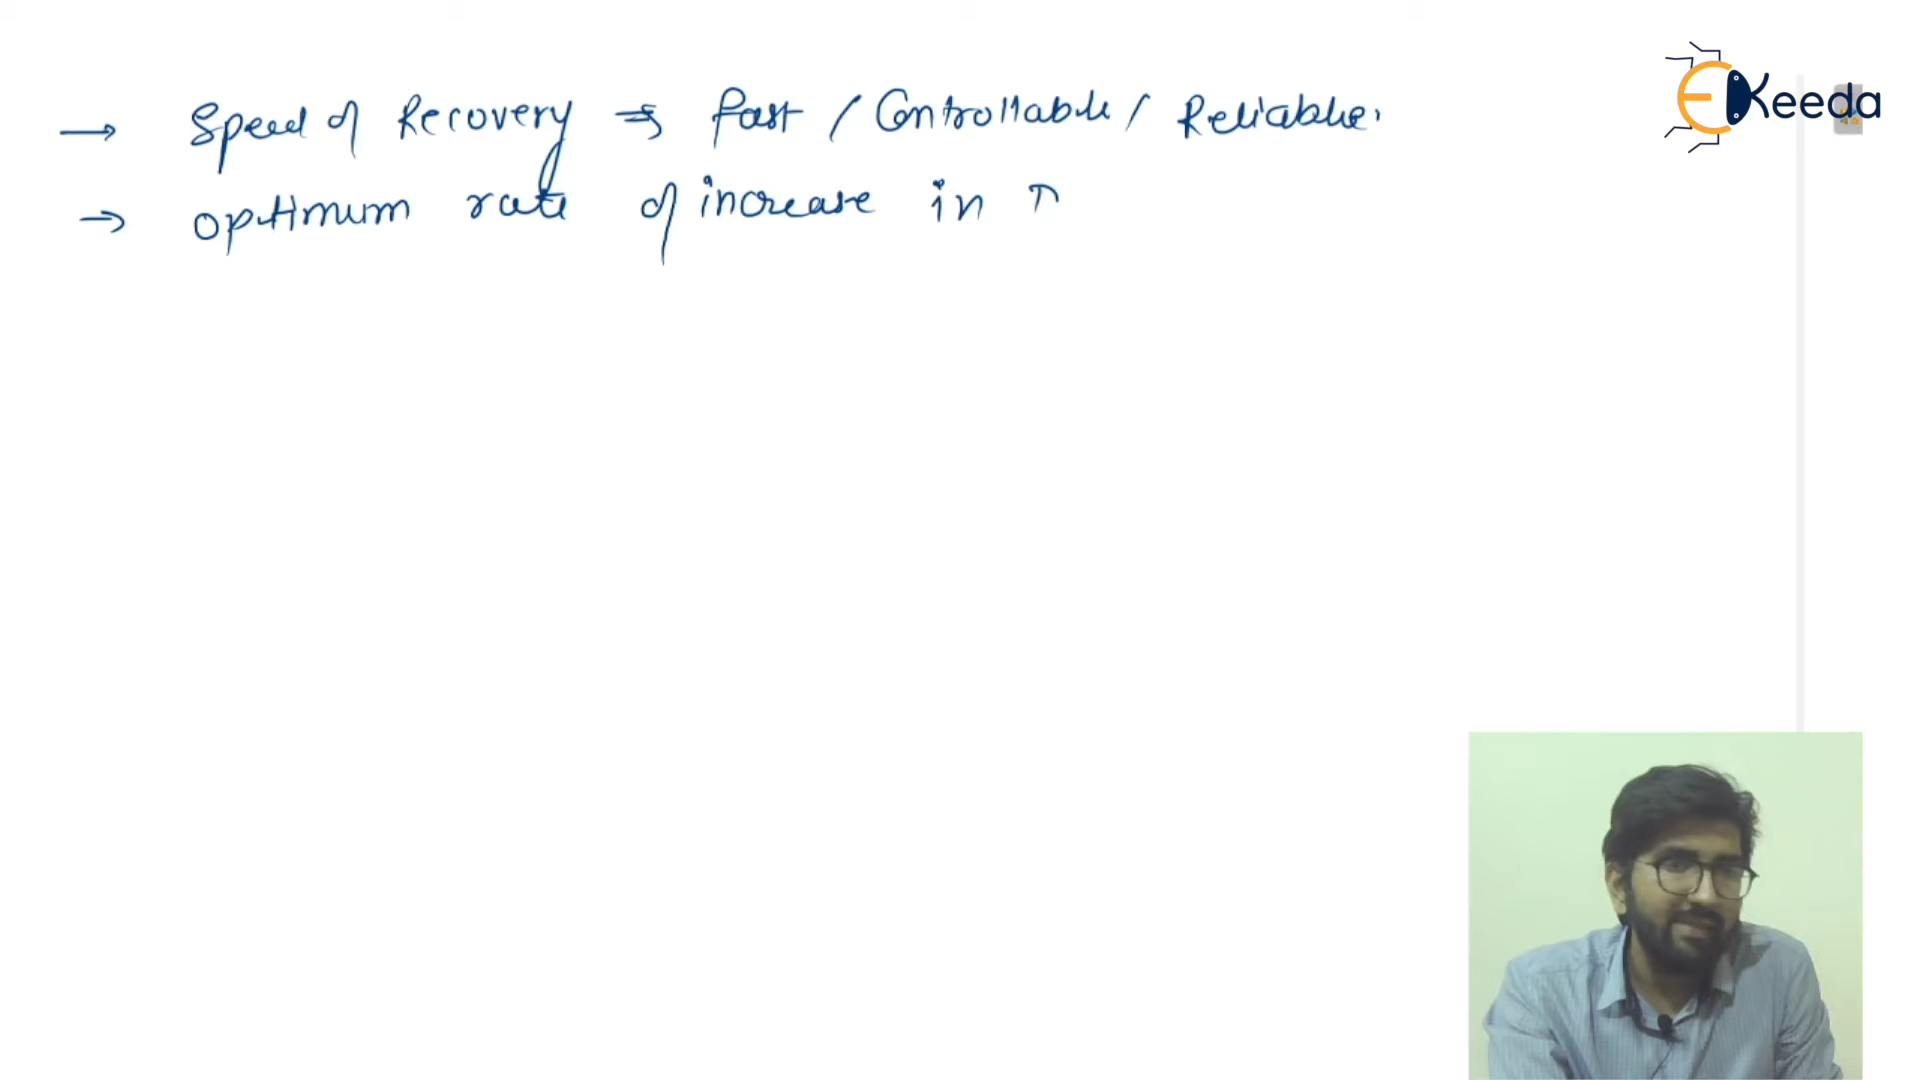 → Speed of Recovery ⇒ fast / Controllable / Reliable.
→ optimum rate of increase in
EKeeda